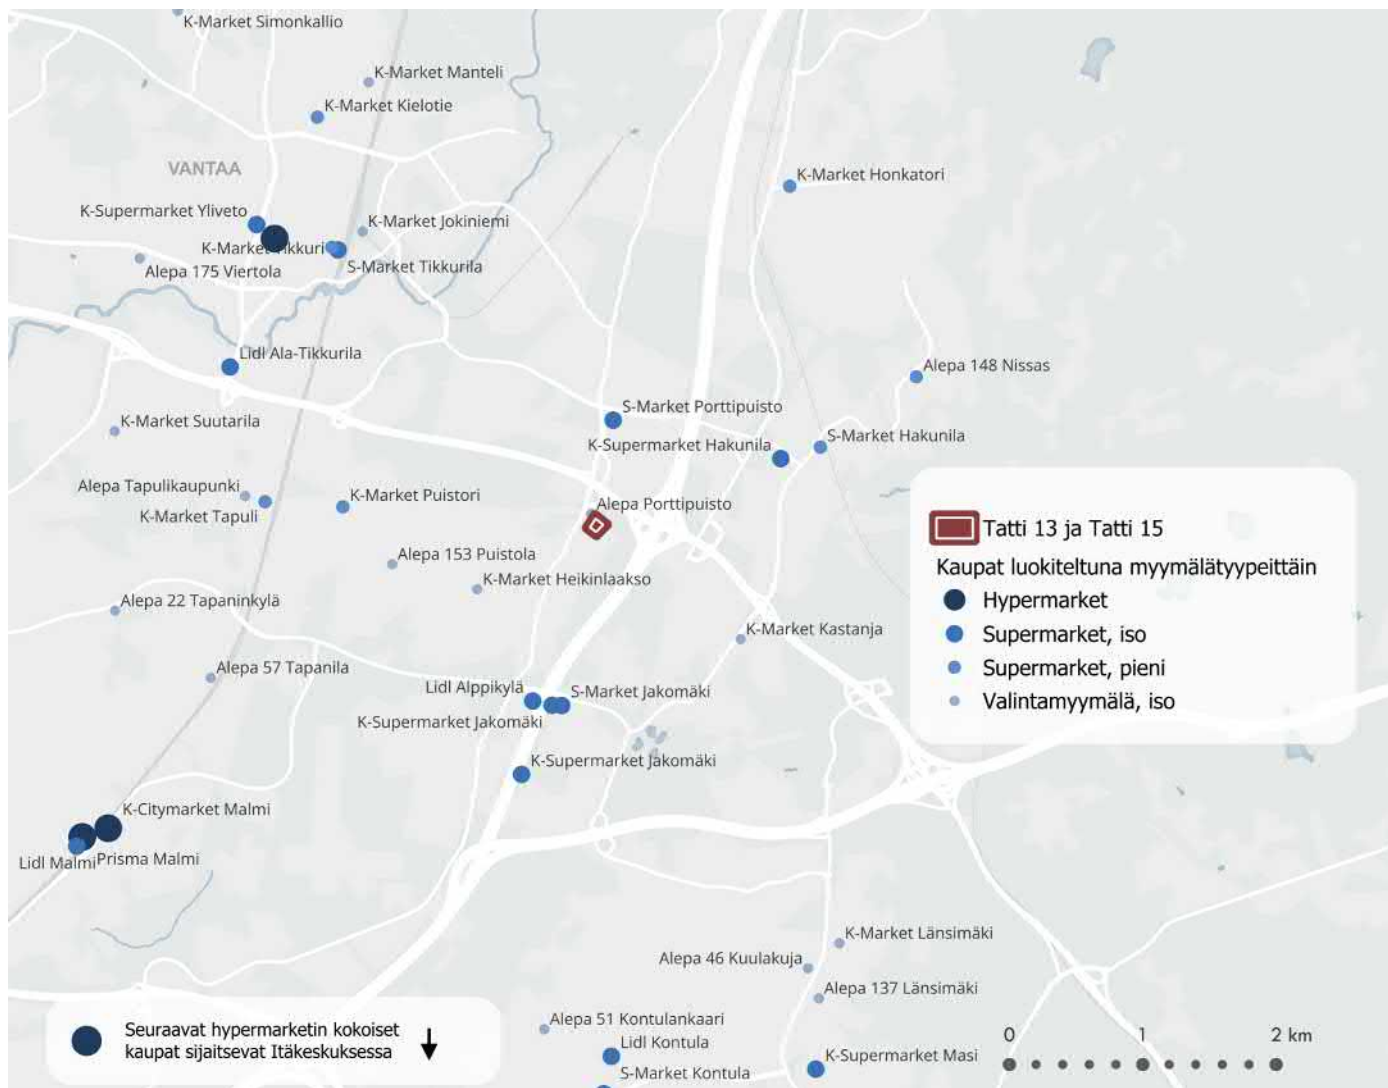 K-Market Simonkallio
K-Market Manteli
K-Market Kielotie
VANTAA
K-Market Honkatori
K-Supermarket Yliveto
K-Market Jokiniemi
K-Market Tikkuri
S-Market Tikkurila
Alepa 175 Viertola
Lidl Ala-Tikkurila
Alepa 148 Nissas
S-Market Porttipuisto
K-Market Suutarila
K-Supermarket Hakunila
S-Market Hakunila
Alepa Tapulikaupunki
K-Market Puistori
K-Market Tapuli
Alepa Porttipuisto
Alepa 153 Puistola
K-Market Heikinlaakso
Alepa 22 Tapaninkylä
K-Market Kastanja
Alepa 57 Tapanila
Lidl Alppikylä
S-Market Jakomäki
K-Supermarket Jakomäki
K-Supermarket Jakomäki
K-Citymarket Malmi
Lidl Malmi
Prisma Malmi
K-Market Länsimäki
Alepa 46 Kuulakuja
Alepa 137 Länsimäki
Alepa 51 Kontulankaari
Lidl Kontula
K-Supermarket Masi
S-Market Kontula
Tatti 13 ja Tatti 15
Kaupat luokiteltuna myymälätyypeittäin
Hypermarket
Supermarket, iso
Supermarket, pieni
Valintamyymälä, iso
Seuraavat hypermarketin kokoiset
kaupat sijaitsevat Itäkeskuksessa
0 1 2 km